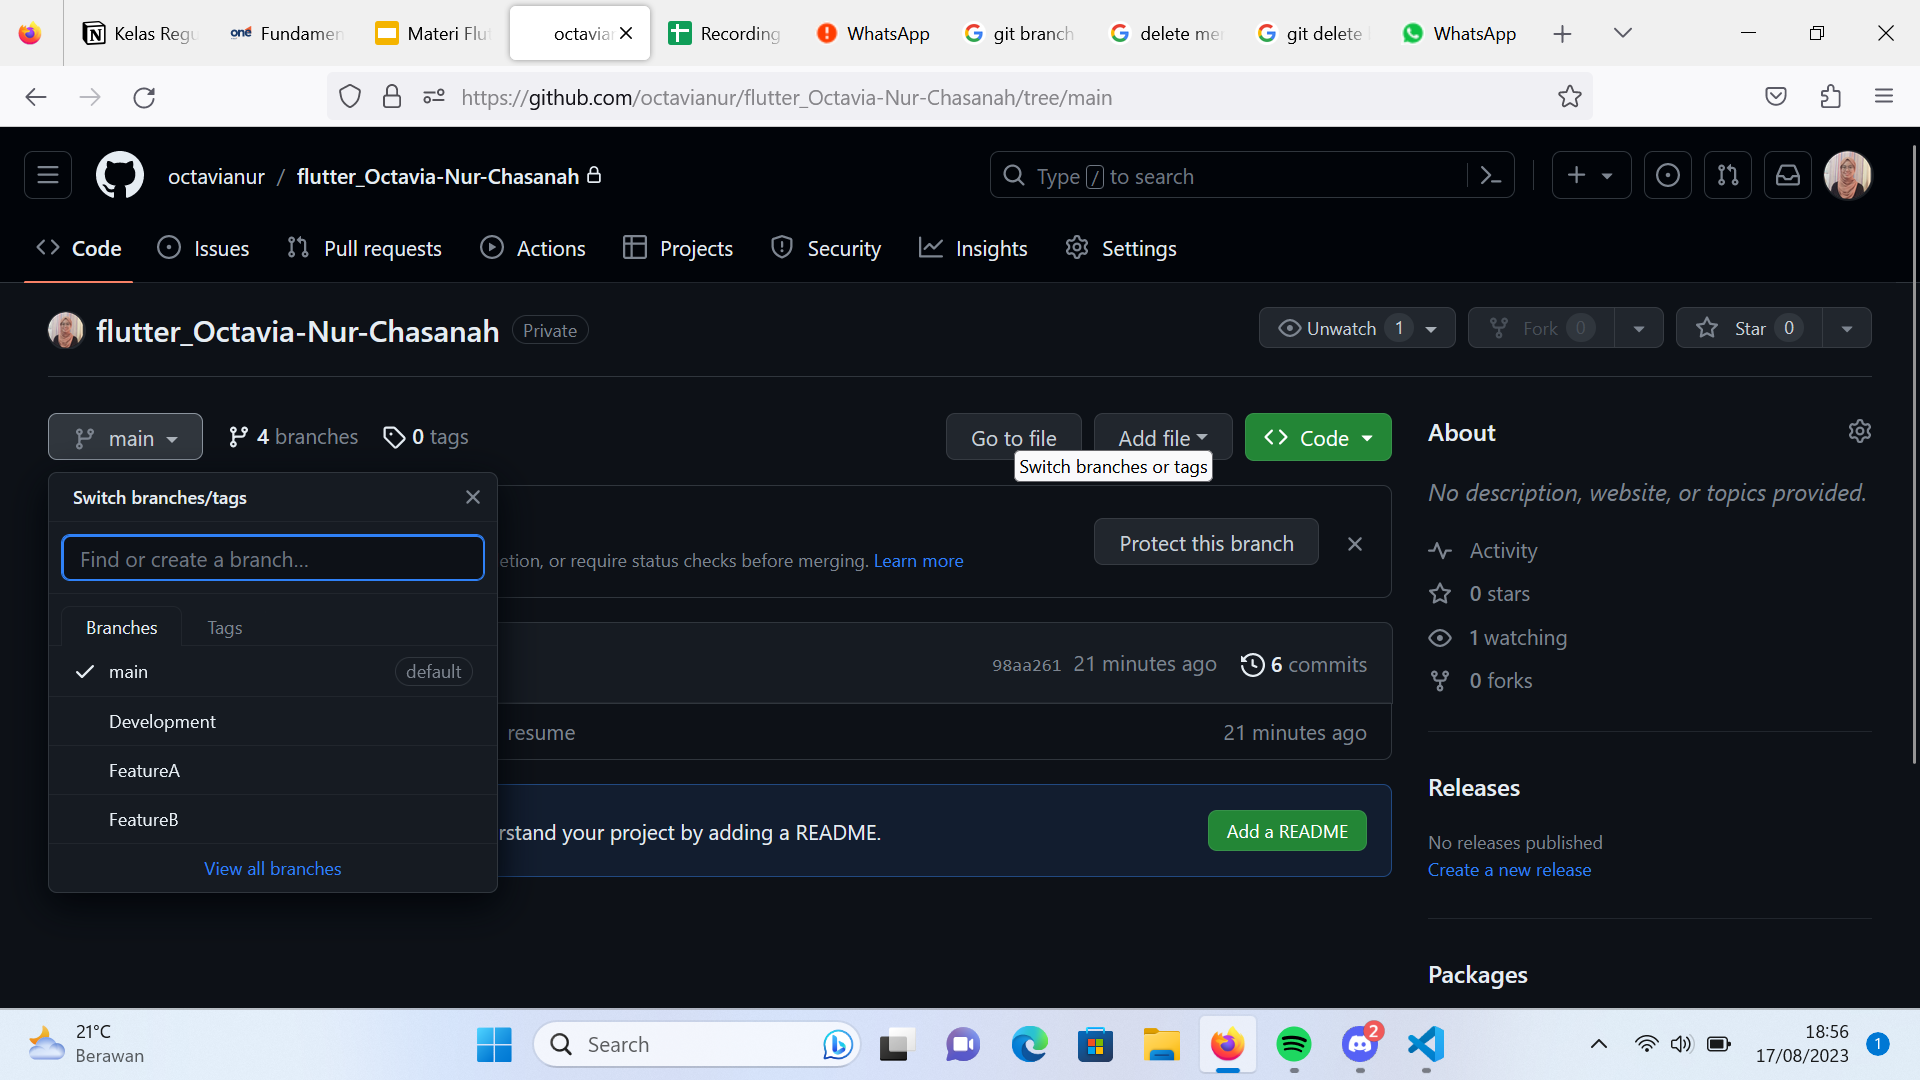 Kelas Regu
one Fundamen
Materi Flut
octavian
Recording
WhatsApp
git branch
delete me
git delete
WhatsApp
https://github.com/octavianur/flutter_Octavia-Nur-Chasanah/tree/main
octavianur / flutter_Octavia-Nur-Chasanah
Type / to search
Code
Issues
Pull requests
Actions
Projects
Security
Insights
Settings
flutter_Octavia-Nur-Chasanah
Private
Unwatch 1
Fork 0
Star 0
main
4 branches
0 tags
Go to file
Add file
Code
Switch branches or tags
About
No description, website, or topics provided.
Activity
0 stars
1 watching
0 forks
Switch branches/tags
Find or create a branch...
Branches
Tags
main
default
Development
FeatureA
FeatureB
View all branches
Protect this branch
etion, or require status checks before merging. Learn more
98aa261 21 minutes ago
6 commits
resume
21 minutes ago
rstand your project by adding a README.
Add a README
Releases
No releases published
Create a new release
Packages
21°C
Berawan
Search
2
18:56
17/08/2023
1